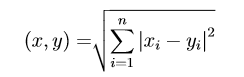 (x, y) = √(∑_{i=1}^{n} |x_i − y_i|^2)